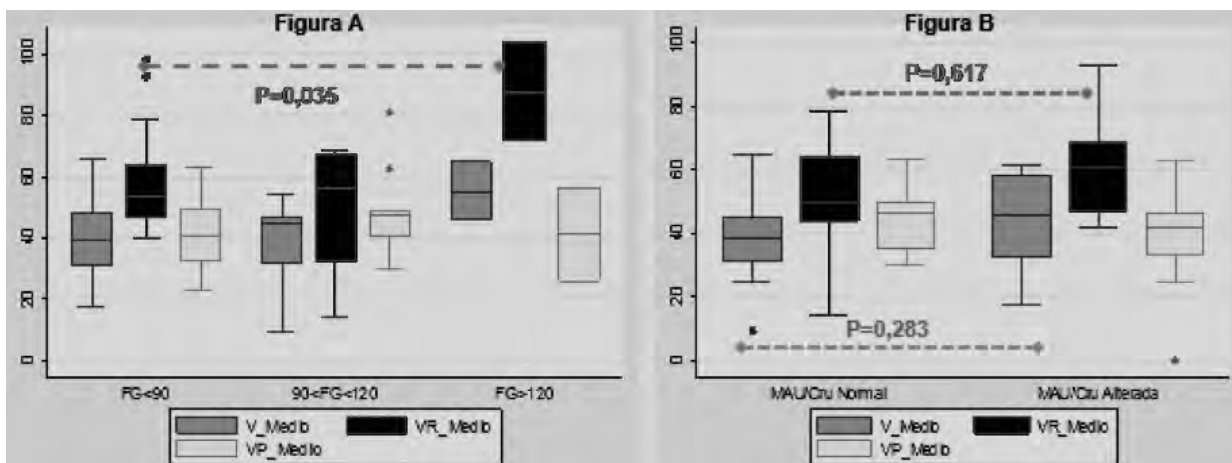 Figura A
100
80
60
40
20
0
P=0,035
FG<90
90<FG<120
FG>120
V_Medio
VR_Medio
VP_Medio
Figura B
100
80
60
40
20
0
P=0,617
P=0,283
MAU/Cru Normal
MAU/Cru Alterada
V_Medio
VR_Medio
VP_Medio